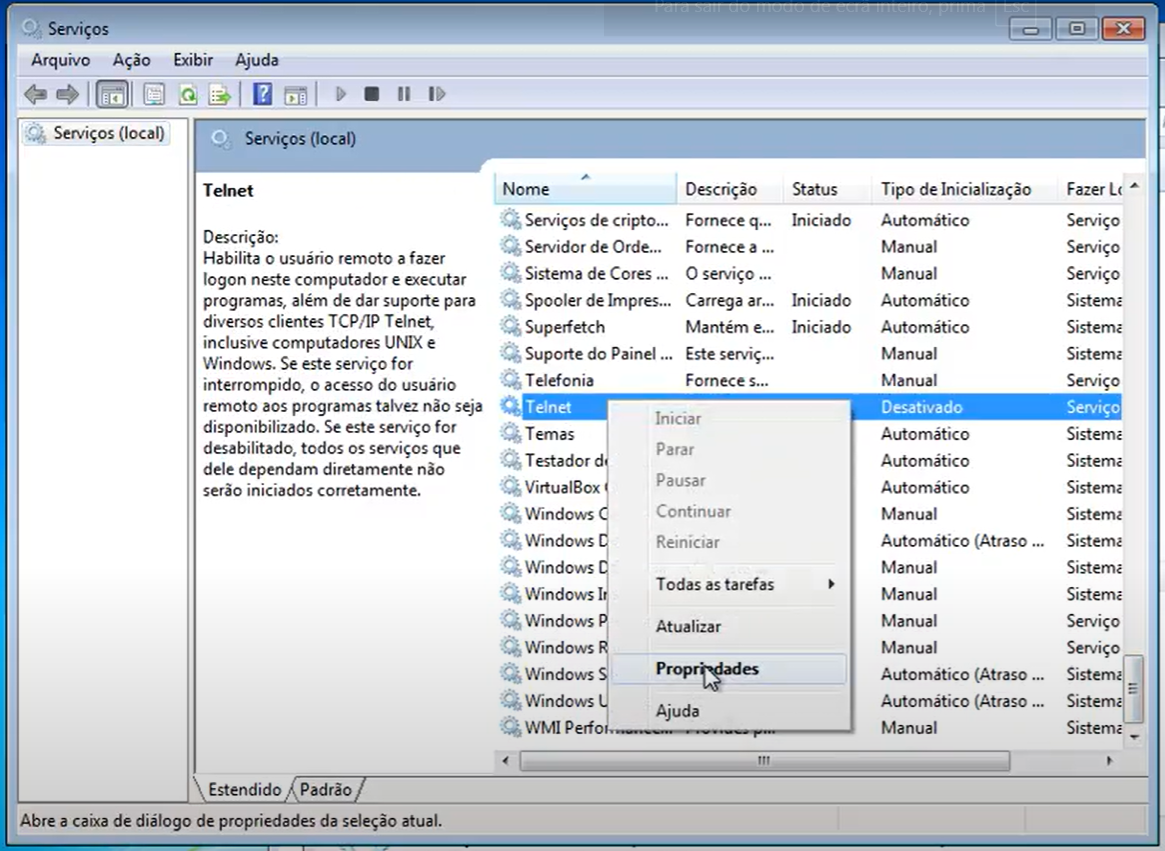 Para sair do modo de ecrã inteiro, prima Esc
Serviços
Arquivo Ação Exibir Ajuda
Serviços (local)
Serviços (local)
Telnet
Descrição:
Habilita o usuário remoto a fazer
logon neste computador e executar
programas, além de dar suporte para
diversos clientes TCP/IP Telnet,
inclusive computadores UNIX e
Windows. Se este serviço for
interrompido, o acesso do usuário
remoto aos programas talvez não seja
disponibilizado. Se este serviço for
desabilitado, todos os serviços que
dele dependam diretamente não
serão iniciados corretamente.
Nome Descrição Status Tipo de Inicialização Fazer Lo
Serviços de cripto... Fornece q... Iniciado Automático Serviço
Servidor de Orde... Fornece a ... Manual Serviço
Sistema de Cores ... O serviço ... Manual Serviço
Spooler de Impres... Carrega ar... Iniciado Automático Sistema
Superfetch Mantém e... Iniciado Automático Sistema
Suporte do Painel ... Este serviç... Manual Sistema
Telefonia Fornece s... Manual Serviço
Telnet Desativado Serviço
Temas Automático Sistema
Testador de Automático Sistema
VirtualBox Automático Sistema
Windows C Manual Sistema
Windows D Automático (Atraso ... Sistema
Windows D Manual Sistema
Windows In Manual Sistema
Windows P Manual Serviço
Windows R Manual Serviço
Windows S Automático (Atraso ... Sistema
Windows U Automático (Atraso ... Sistema
WMI Performance... Provides p... Manual Sistema
Iniciar
Parar
Pausar
Continuar
Reiniciar
Todas as tarefas
Atualizar
Propriedades
Ajuda
Estendido Padrão
Abre a caixa de diálogo de propriedades da seleção atual.